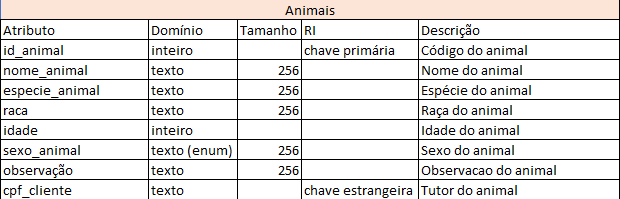 Animais
Atributo Domínio Tamanho RI Descrição
id_animal inteiro chave primária Código do animal
nome_animal texto 256 Nome do animal
especie_animal texto 256 Espécie do animal
raca texto 256 Raça do animal
idade inteiro Idade do animal
sexo_animal texto (enum) 256 Sexo do animal
observação texto 256 Observacao do animal
cpf_cliente texto chave estrangeira Tutor do animal